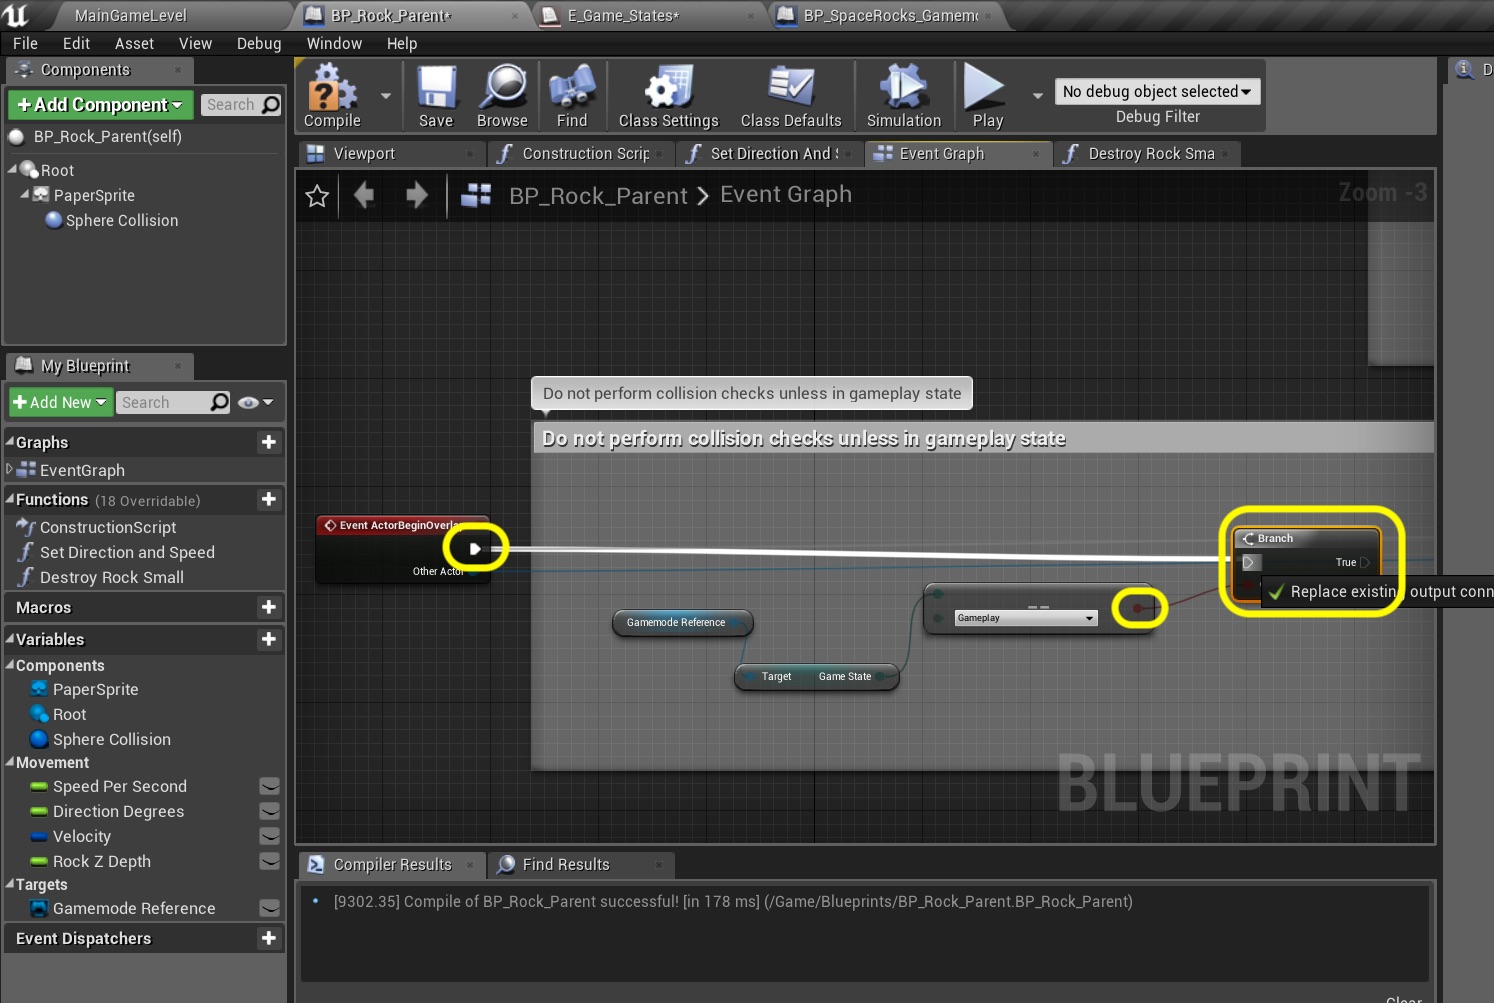 MainGameLevel
BP_Rock_Parent*
E_Game_States*
BP_SpaceRocks_Gamem
File Edit Asset View Debug Window Help
Components
+Add Component
Search
BP_Rock_Parent(self)
Root
PaperSprite
Sphere Collision
Compile
Save
Browse
Find
Class Settings
Class Defaults
Simulation
Play
No debug object selected
Debug Filter
Viewport
Construction Scrip
Set Direction And S
Event Graph
Destroy Rock Sma
BP_Rock_Parent > Event Graph
Zoom -3
My Blueprint
+Add New
Search
Graphs
EventGraph
Functions (18 Overridable)
ConstructionScript
Set Direction and Speed
Destroy Rock Small
Macros
Variables
Components
PaperSprite
Root
Sphere Collision
Movement
Speed Per Second
Direction Degrees
Velocity
Rock Z Depth
Targets
Gamemode Reference
Event Dispatchers
Do not perform collision checks unless in gameplay state
Do not perform collision checks unless in gameplay state
Event ActorBeginOverla
Other Actor
Gamemode Reference
Target Game State
==
Gameplay
Branch
True
Replace existing output conn
BLUEPRINT
Compiler Results
Find Results
[9302.35] Compile of BP_Rock_Parent successful! [in 178 ms] (/Game/Blueprints/BP_Rock_Parent.BP_Rock_Parent)
Clear
D